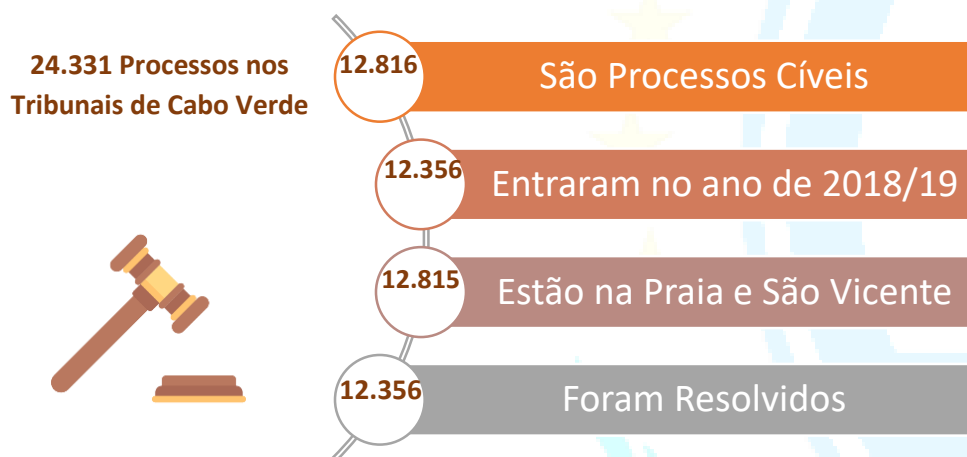 24.331 Processos nos
Tribunais de Cabo Verde
12.816
São Processos Cíveis
12.356
Entraram no ano de 2018/19
12.815
Estão na Praia e São Vicente
12.356
Foram Resolvidos